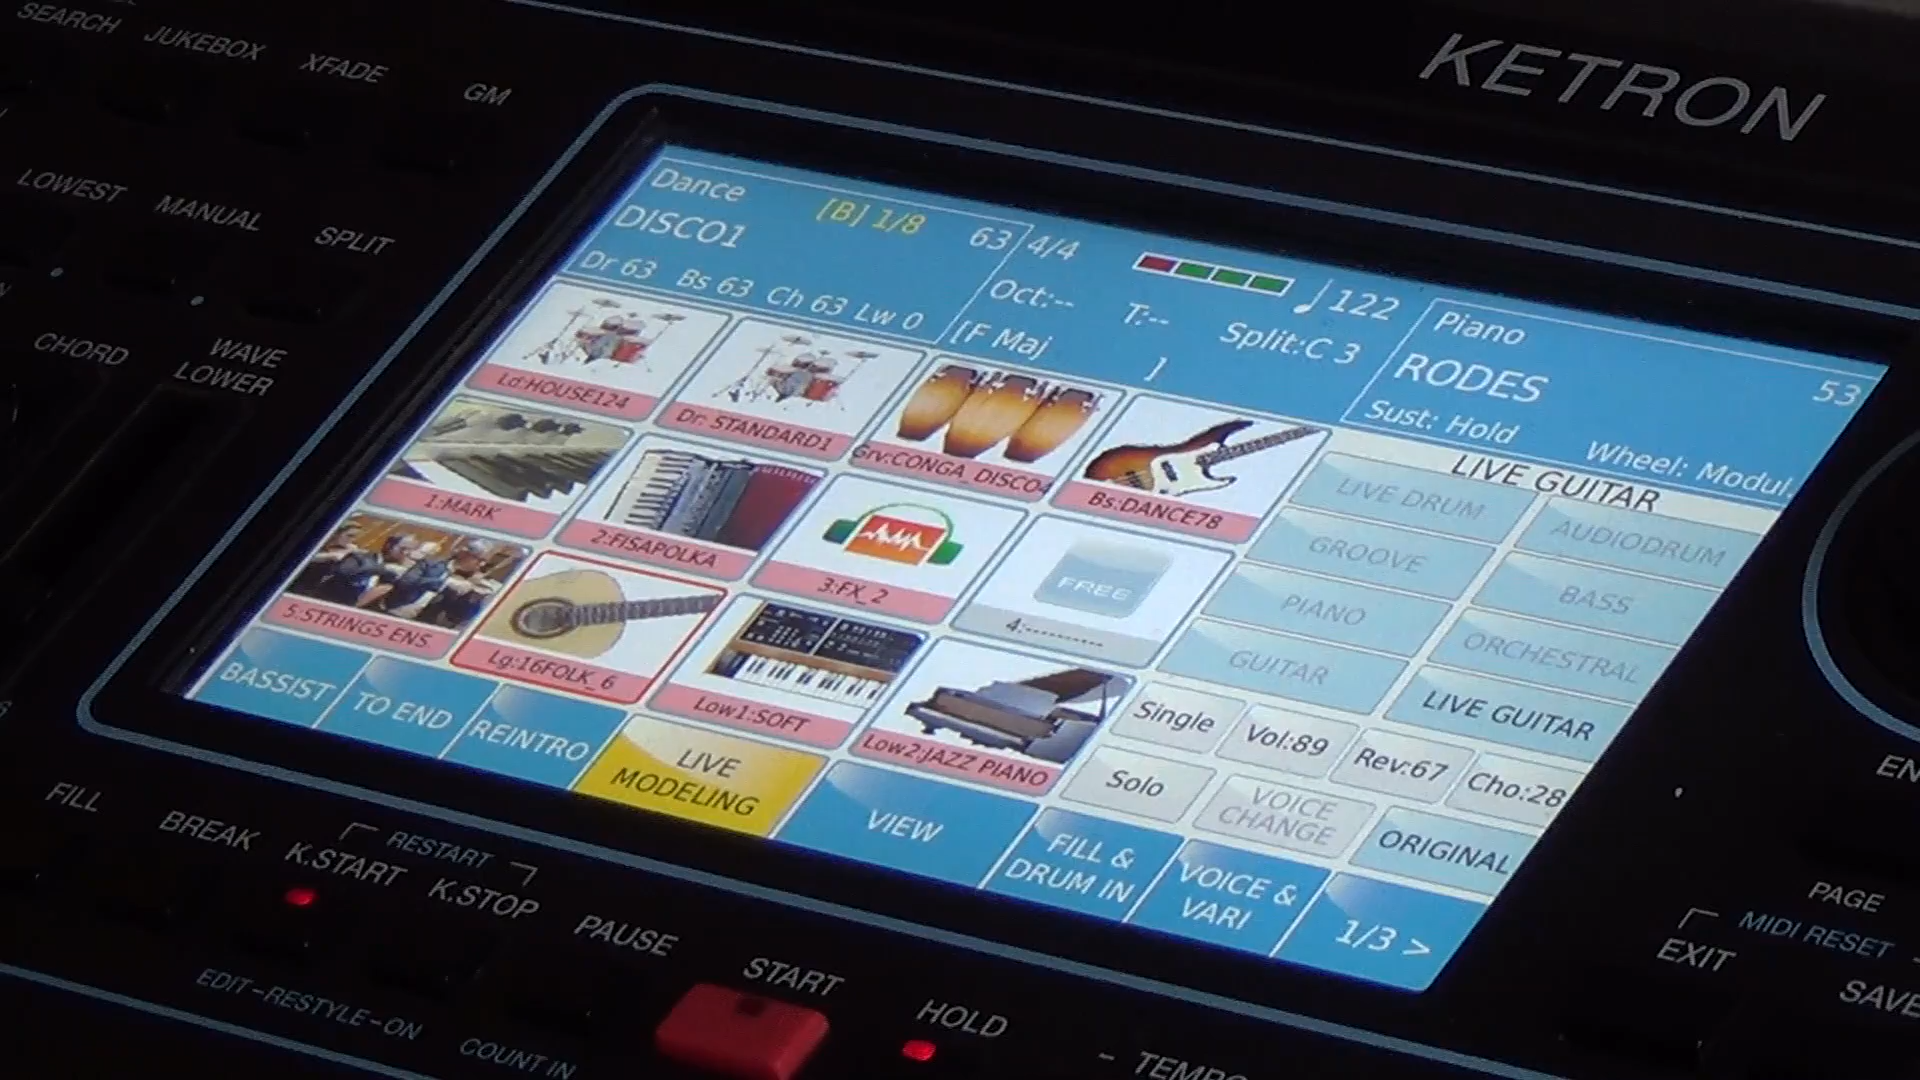 SEARCH JUKEBOX XFADE GM
KETRON
LOWEST MANUAL SPLIT
CHORD WAVE LOWER
Dance
[B] 1/8
DISCO1 63
Dr 63 Bs 63 Ch 63 Lw 0
4/4
♩122
Oct:-- T:-- Split:C 3
[F Maj ]
Piano
RODES 53
Sust: Hold Wheel: Modul.
Ld:HOUSE124
Dr: STANDARD1
Grv:CONGA_DISCO4
Bs:DANCE78
1:MARK
2:FISAPOLKA
3:FX_2
FREE
4:----------
5:STRINGS ENS
Lg:16FOLK_6
Low1:SOFT
Low2:JAZZ PIANO
LIVE GUITAR
LIVE DRUM AUDIODRUM
GROOVE BASS
PIANO ORCHESTRAL
GUITAR LIVE GUITAR
Single Vol:89 Rev:67 Cho:28
Solo VOICE CHANGE ORIGINAL
BASSIST
TO END
REINTRO
LIVE
MODELING
VIEW
FILL &
DRUM IN
VOICE &
VARI
1/3 >
FILL BREAK K.START K.STOP PAUSE START HOLD
RESTART
EDIT-RESTYLE-ON
COUNT IN
PAGE
MIDI RESET
EXIT